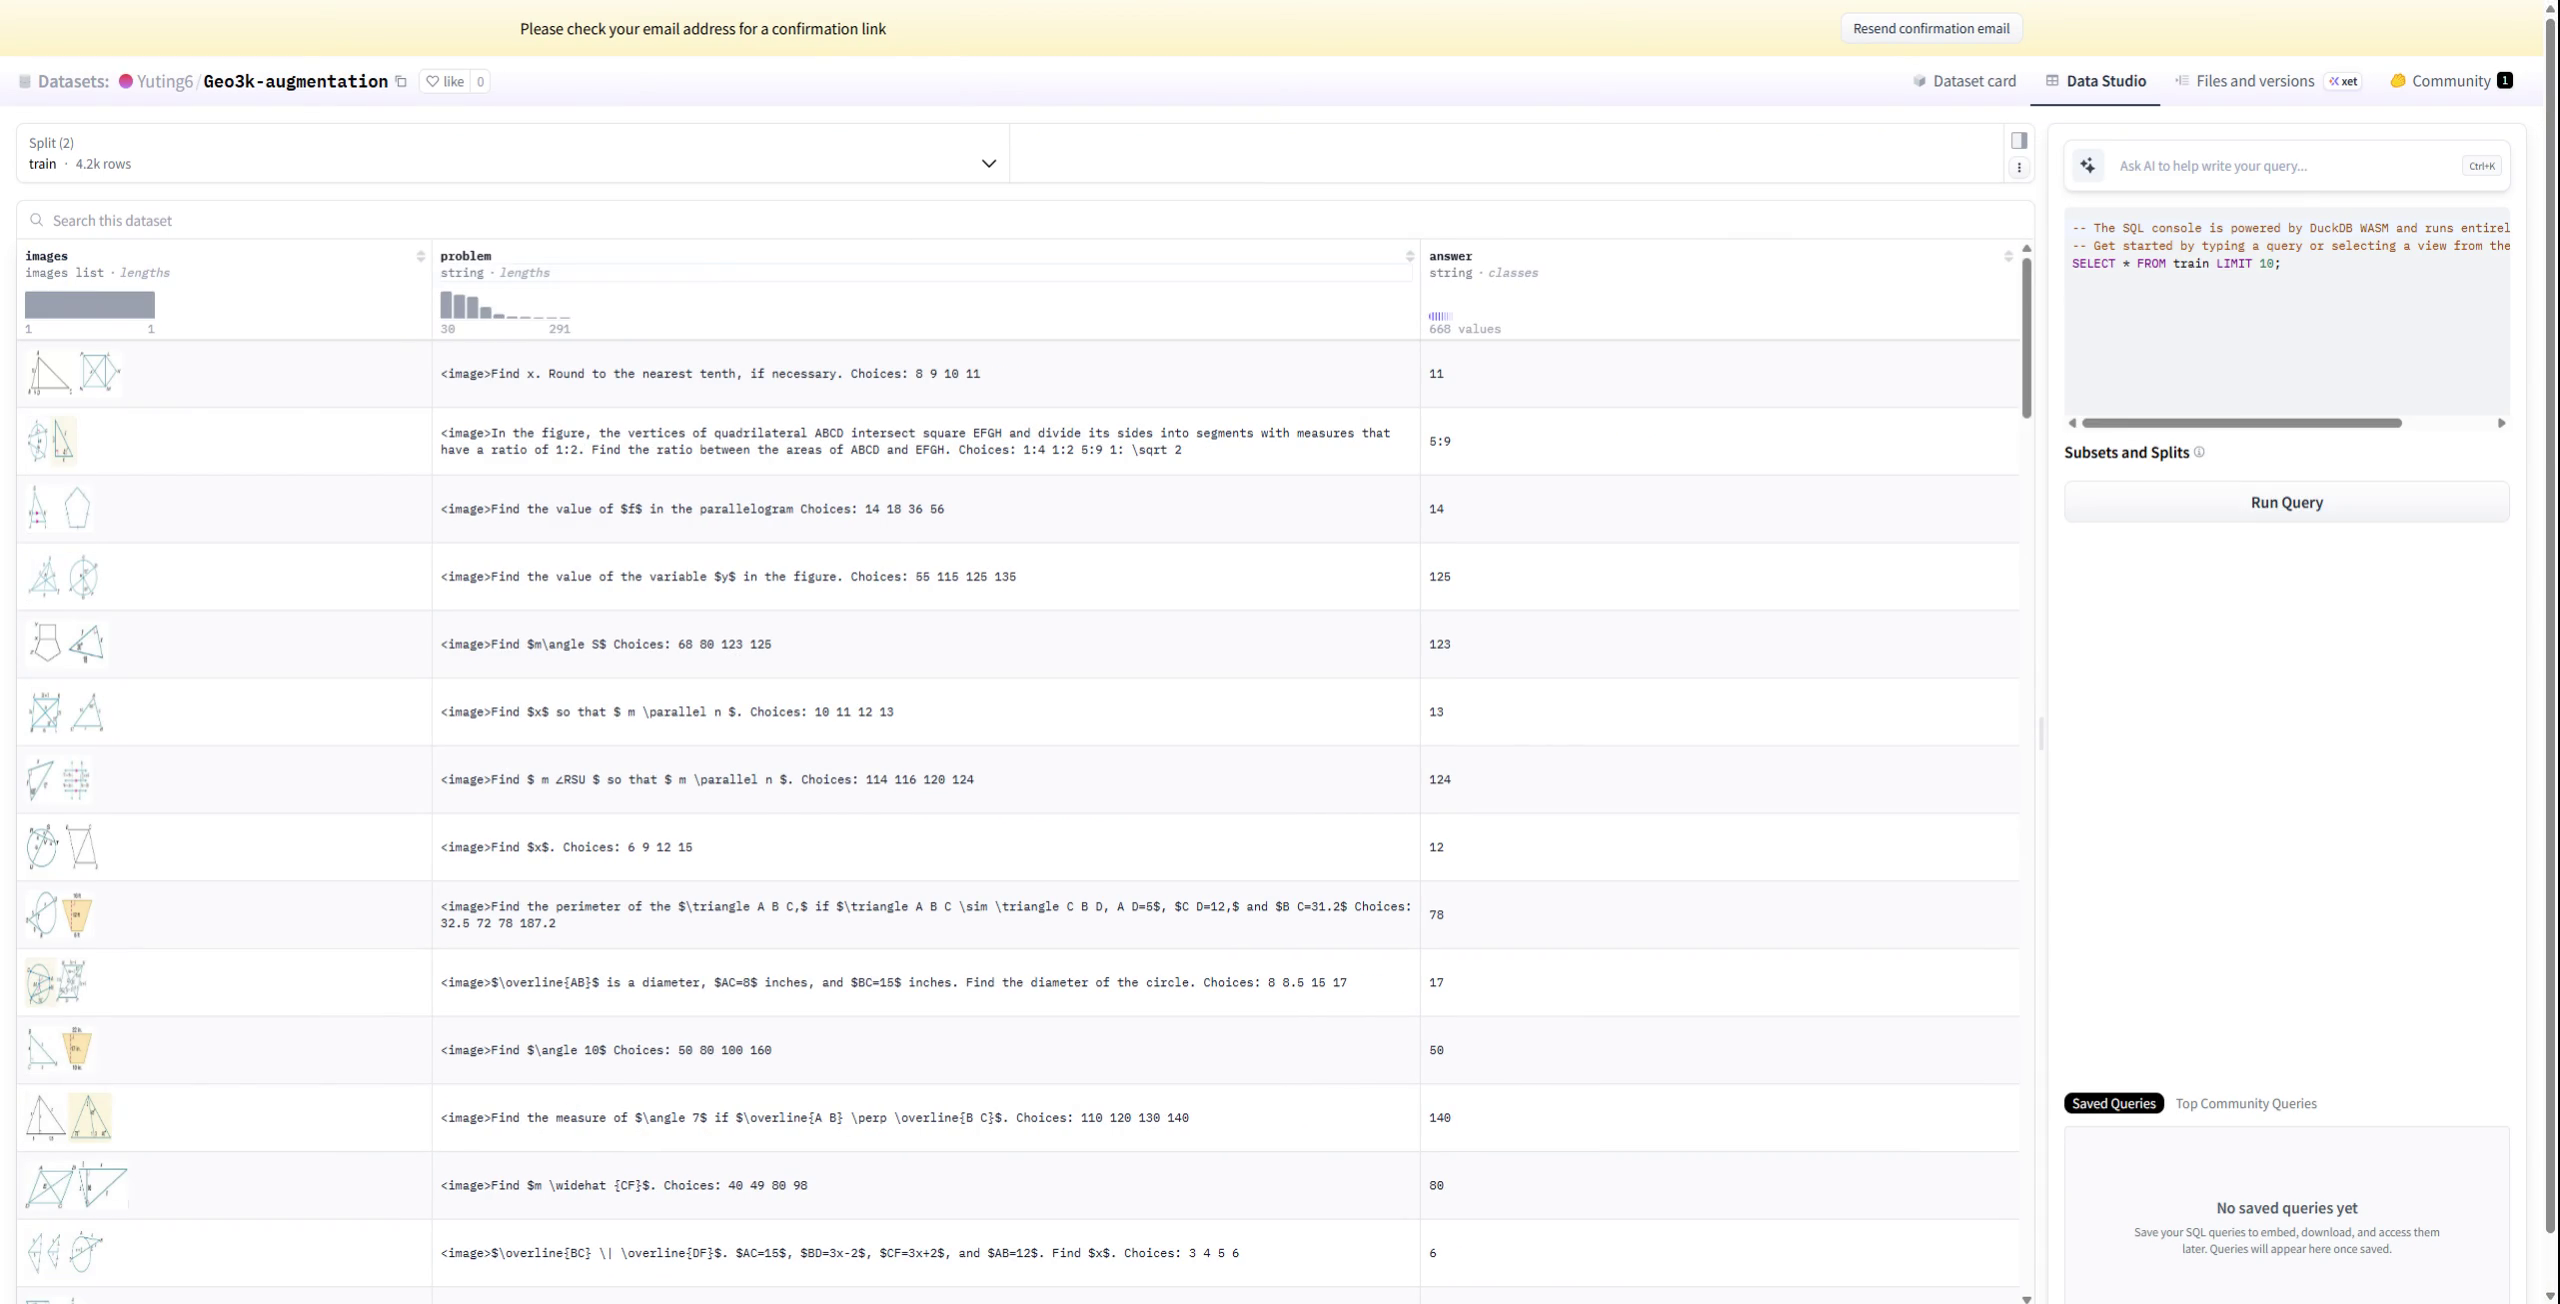 Please check your email address for a confirmation link
Resend confirmation email
Datasets: Yuting6/Geo3k-augmentation like 0
Dataset card Data Studio Files and versions xet Community 1
Split (2)
train · 4.2k rows
Search this dataset
images
images list · lengths
1 1
problem
string · lengths
30 291
answer
string · classes
668 values
<image>Find x. Round to the nearest tenth, if necessary. Choices: 8 9 10 11
11
<image>In the figure, the vertices of quadrilateral ABCD intersect square EFGH and divide its sides into segments with measures that
have a ratio of 1:2. Find the ratio between the areas of ABCD and EFGH. Choices: 1:4 1:2 5:9 1: \sqrt 2
5:9
<image>Find the value of $f$ in the parallelogram Choices: 14 18 36 56
14
<image>Find the value of the variable $y$ in the figure. Choices: 55 115 125 135
125
<image>Find $m\angle S$ Choices: 68 80 123 125
123
<image>Find $x$ so that $ m \parallel n $. Choices: 10 11 12 13
13
<image>Find $ m ∠RSU $ so that $ m \parallel n $. Choices: 114 116 120 124
124
<image>Find $x$. Choices: 6 9 12 15
12
<image>Find the perimeter of the $\triangle A B C,$ if $\triangle A B C \sim \triangle C B D, A D=5$, $C D=12,$ and $B C=31.2$ Choices:
32.5 72 78 187.2
78
<image>$\overline{AB}$ is a diameter, $AC=8$ inches, and $BC=15$ inches. Find the diameter of the circle. Choices: 8 8.5 15 17
17
<image>Find $\angle 10$ Choices: 50 80 100 160
50
<image>Find the measure of $\angle 7$ if $\overline{A B} \perp \overline{B C}$. Choices: 110 120 130 140
140
<image>Find $m \widehat {CF}$. Choices: 40 49 80 98
80
<image>$\overline{BC} \| \overline{DF}$. $AC=15$, $BD=3x-2$, $CF=3x+2$, and $AB=12$. Find $x$. Choices: 3 4 5 6
6
Ask AI to help write your query...
Ctrl+K
-- The SQL console is powered by DuckDB WASM and runs entirel
-- Get started by typing a query or selecting a view from the
SELECT * FROM train LIMIT 10;
Subsets and Splits
Run Query
Saved Queries Top Community Queries
No saved queries yet
Save your SQL queries to embed, download, and access them
later. Queries will appear here once saved.